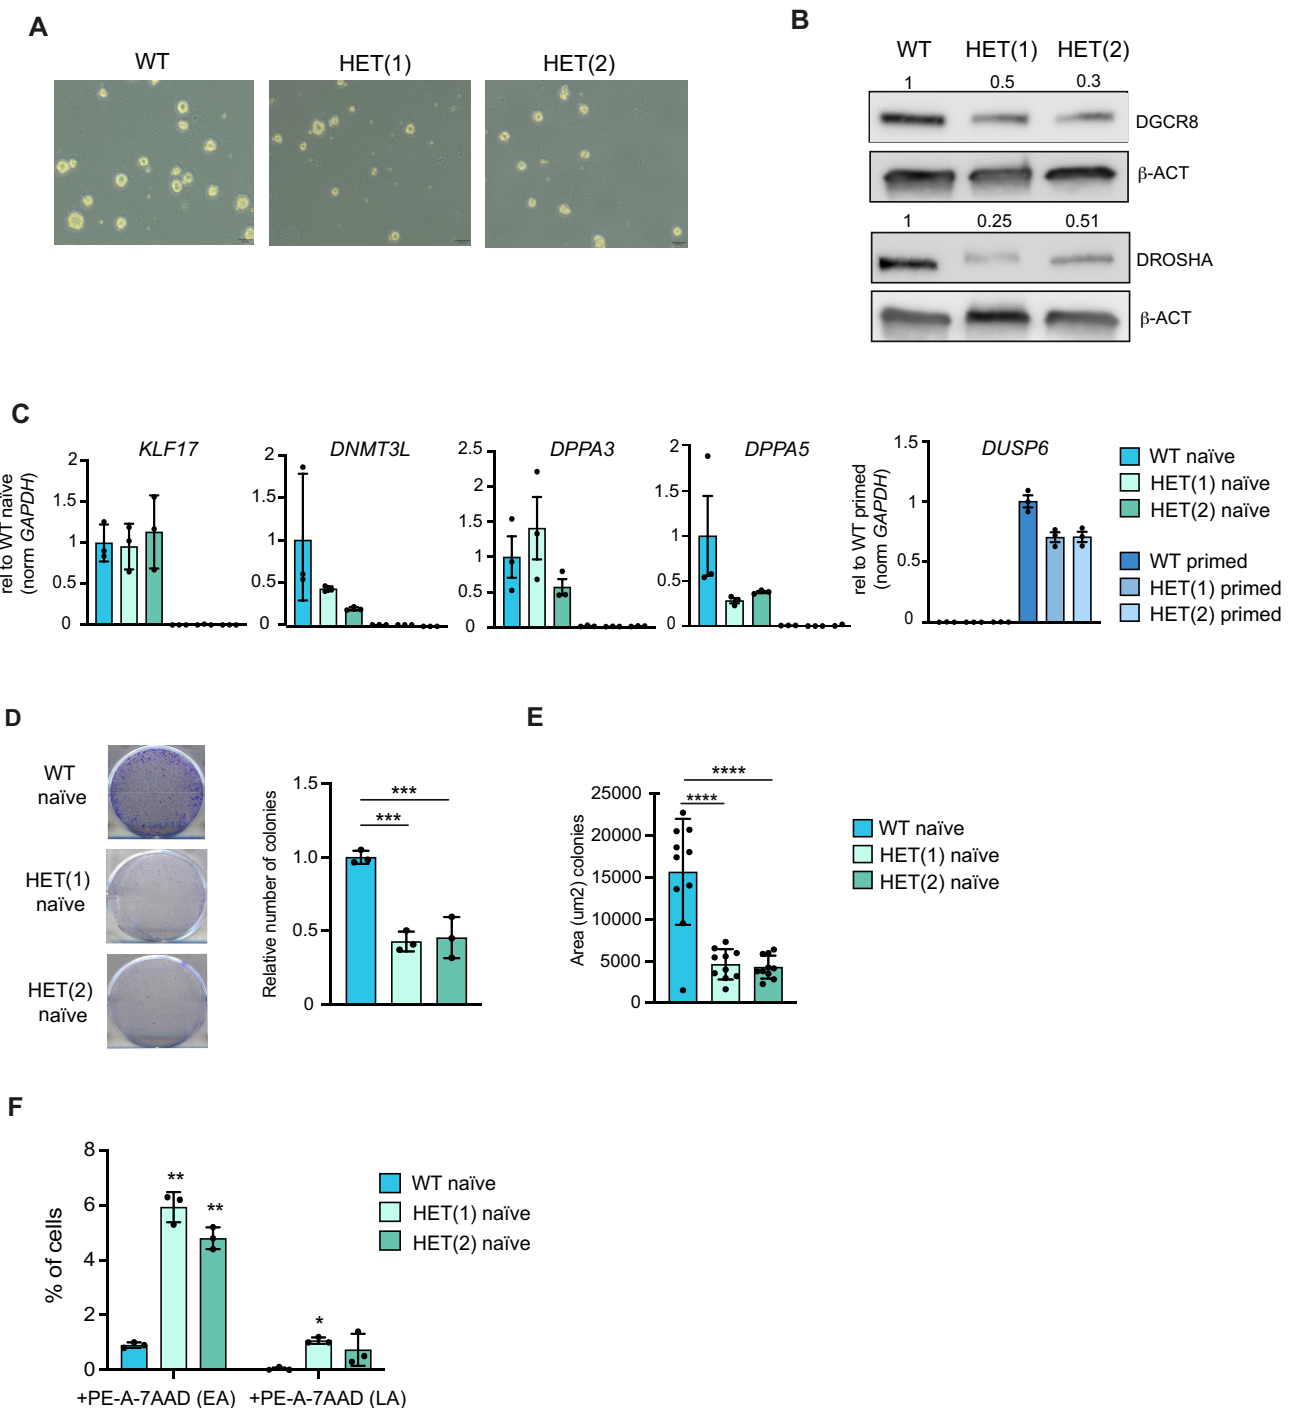 A
WT
HET(1)
HET(2)
B
WT
HET(1)
HET(2)
1
0.5
0.3
DGCR8
β-ACT
1
0.25
0.51
DROSHA
β-ACT
C
rel to WT naïve
(norm GAPDH)
KLF17
2
1.5
1
0.5
0
DNMT3L
2
1.5
1
0.5
0
DPPA3
2.5
2
1.5
1
0.5
0
DPPA5
2
1.5
1
0.5
0
rel to WT primed
(norm GAPDH)
DUSP6
1.5
1
0.5
0
WT naïve
HET(1) naïve
HET(2) naïve
WT primed
HET(1) primed
HET(2) primed
D
WT
naïve
HET(1)
naïve
HET(2)
naïve
Relative number of colonies
1.5
1.0
0.5
0
***
***
E
Area (um2) colonies
25000
20000
15000
10000
5000
0
****
****
WT naïve
HET(1) naïve
HET(2) naïve
F
% of cells
8
6
4
2
0
**
**
*
+PE-A-7AAD (EA)
+PE-A-7AAD (LA)
WT naïve
HET(1) naïve
HET(2) naïve